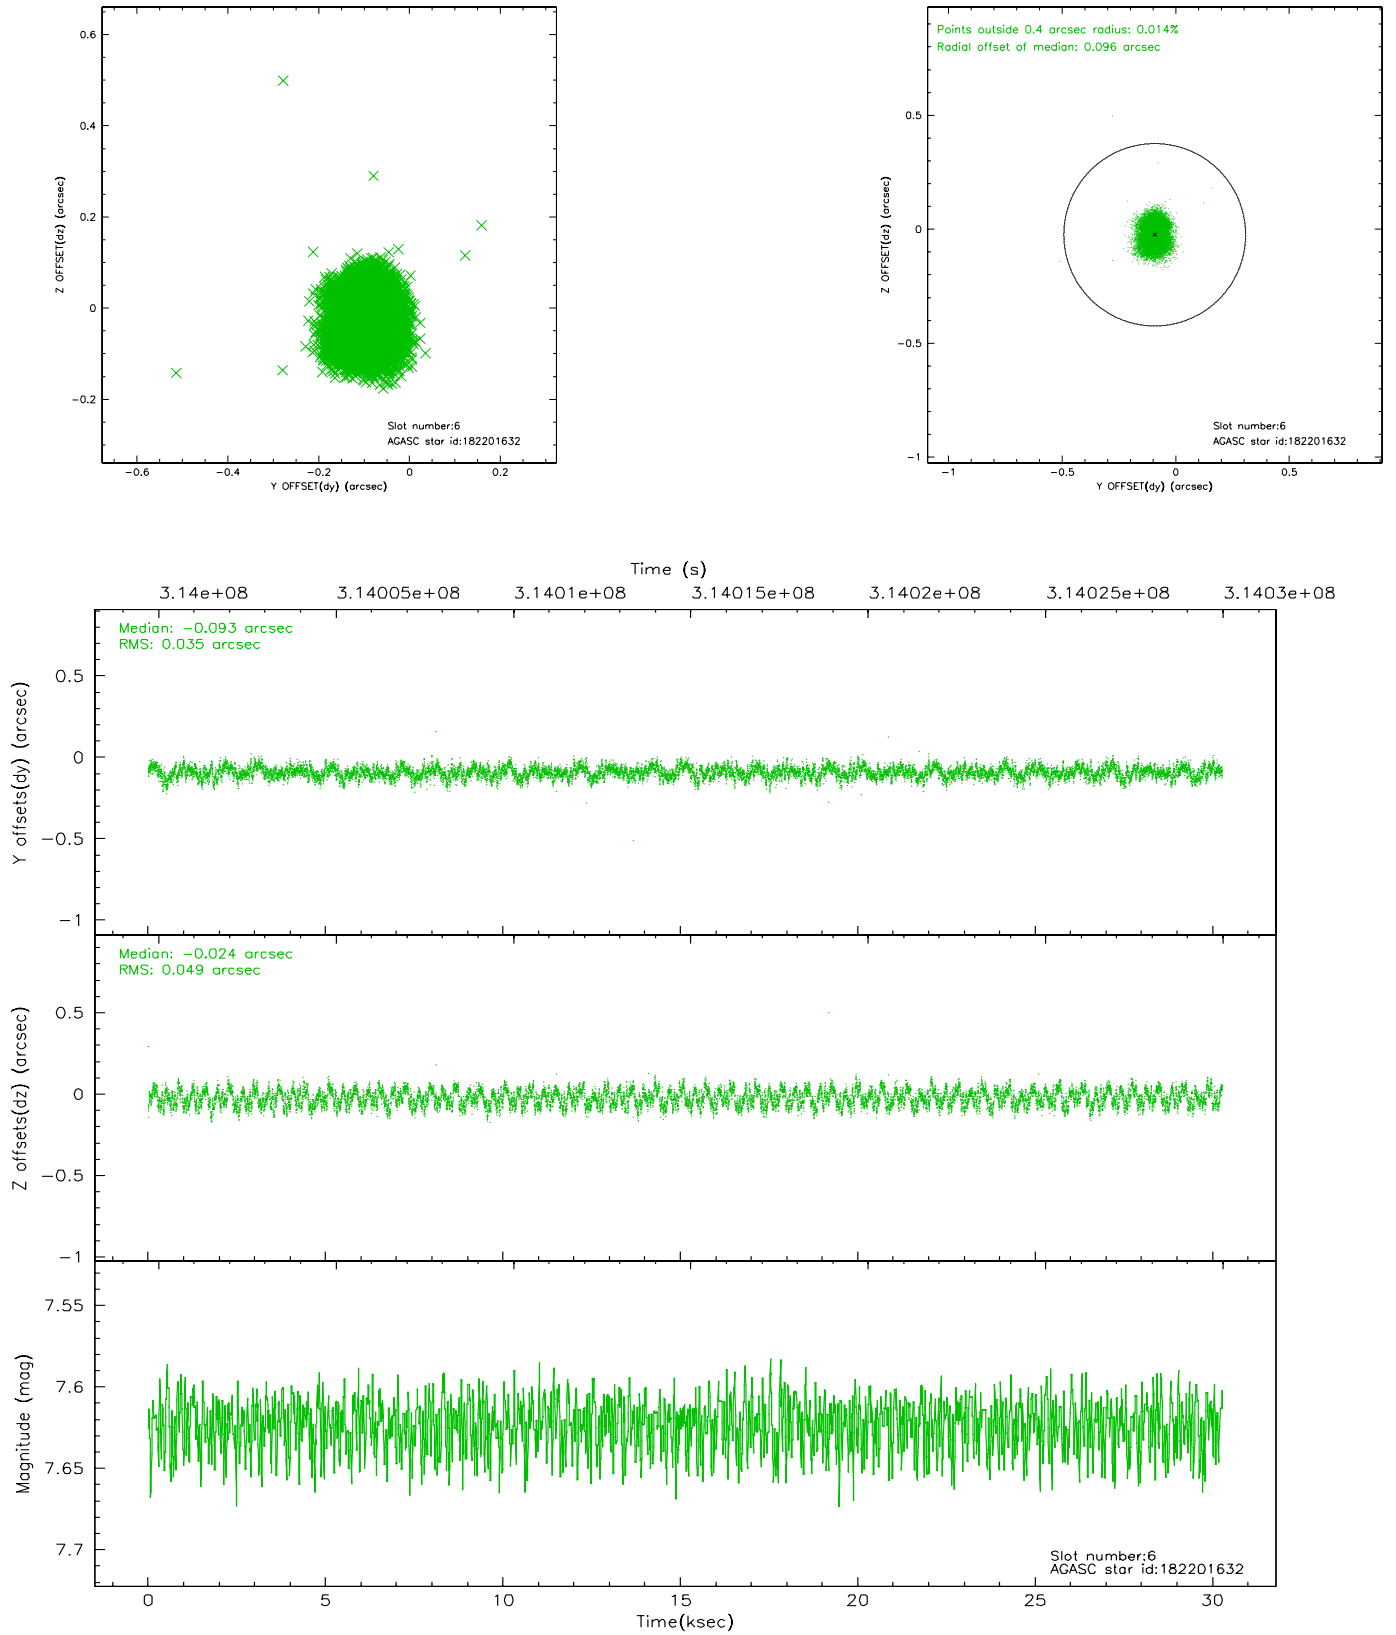 0.6
0.4
0.2
0
−0.2
Z OFFSET(dz) (arcsec)
Slot number:6
AGASC star id:182201632
−0.6 −0.4 −0.2 0 0.2
Y OFFSET(dy) (arcsec)
Points outside 0.4 arcsec radius: 0.014%
Radial offset of median: 0.096 arcsec
0.5
0
−0.5
−1
Z OFFSET(dz) (arcsec)
Slot number:6
AGASC star id:182201632
−1 −0.5 0 0.5
Y OFFSET(dy) (arcsec)
Time (s)
3.14e+08 3.14005e+08 3.1401e+08 3.14015e+08 3.1402e+08 3.14025e+08 3.1403e+08
Median: −0.093 arcsec
RMS: 0.035 arcsec
0.5
0
−0.5
−1
Y offsets(dy) (arcsec)
Median: −0.024 arcsec
RMS: 0.049 arcsec
0.5
0
−0.5
−1
Z offsets(dz) (arcsec)
7.55
7.6
7.65
7.7
Magnitude (mag)
Slot number:6
AGASC star id:182201632
0 5 10 15 20 25 30
Time(ksec)